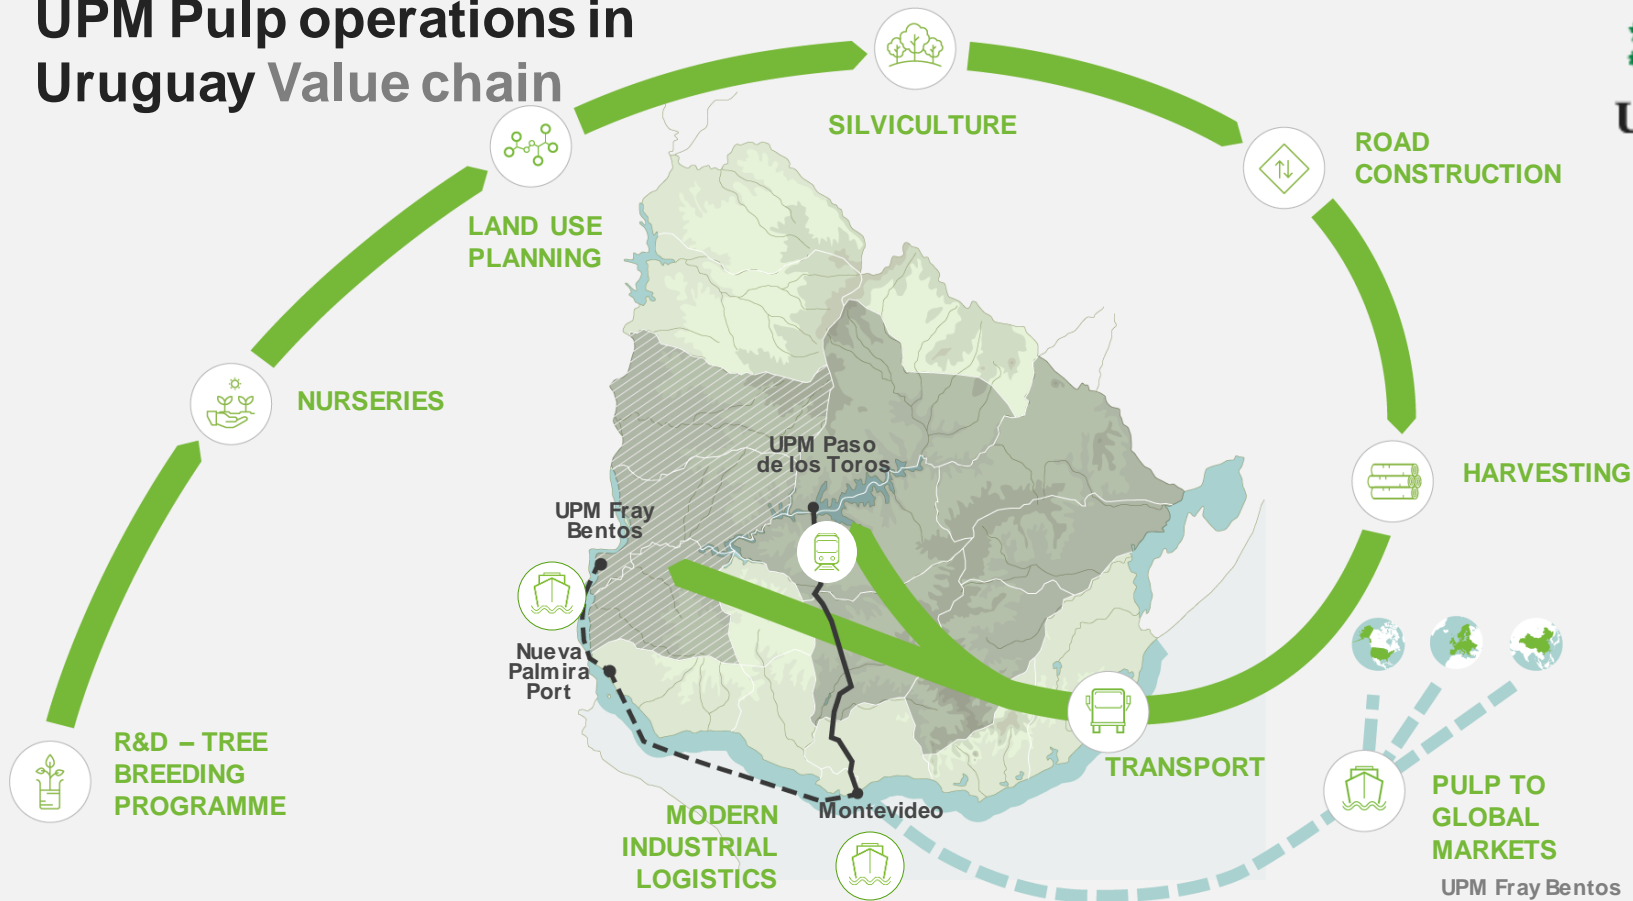 UPM Pulp operations in
Uruguay Value chain
SILVICULTURE
ROAD
CONSTRUCTION
LAND USE
PLANNING
NURSERIES
UPM Paso
de los Toros
HARVESTING
UPM Fray
Bentos
Nueva
Palmira
Port
R&D – TREE
BREEDING
PROGRAMME
TRANSPORT
MODERN
INDUSTRIAL
LOGISTICS
Montevideo
PULP TO
GLOBAL
MARKETS
UPM Fray Bentos